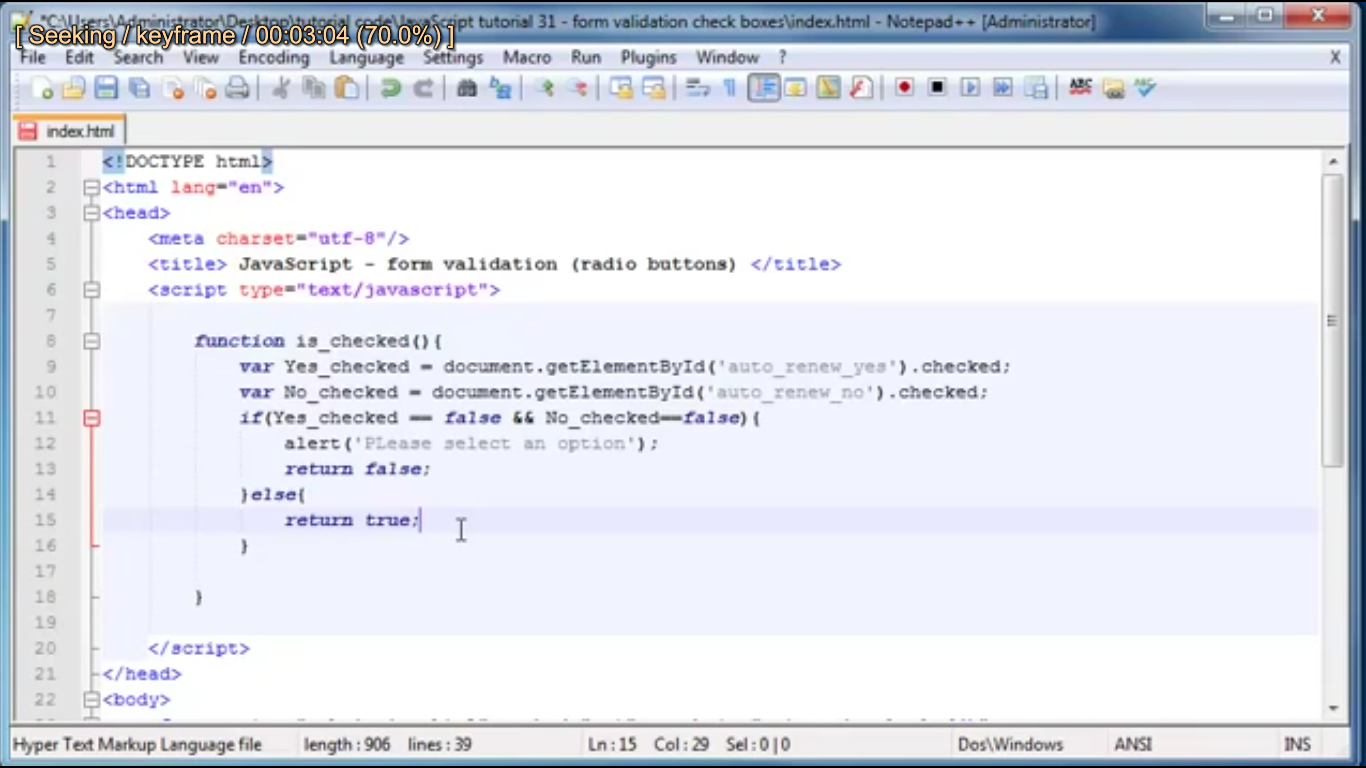 *C:\Users\Administrator\Desktop\tutorial code\JavaScript tutorial 31 - form validation check boxes\index.html - Notepad++ [Administrator]
[ Seeking / keyframe / 00:03:04 (70.0%) ]
File Edit Search View Encoding Language Settings Macro Run Plugins Window ? X
index.html
1 <!DOCTYPE html>
2 <html lang="en">
3 <head>
4 <meta charset="utf-8"/>
5 <title> JavaScript - form validation (radio buttons) </title>
6 <script type="text/javascript">
7
8 function is_checked(){
9 var Yes_checked = document.getElementById('auto_renew_yes').checked;
10 var No_checked = document.getElementById('auto_renew_no').checked;
11 if(Yes_checked == false && No_checked==false){
12 alert('PLease select an option');
13 return false;
14 }else{
15 return true;
16 }
17
18 }
19
20 </script>
21 </head>
22 <body>
Hyper Text Markup Language file length : 906 lines : 39 Ln : 15 Col : 29 Sel : 0 | 0 Dos\Windows ANSI INS